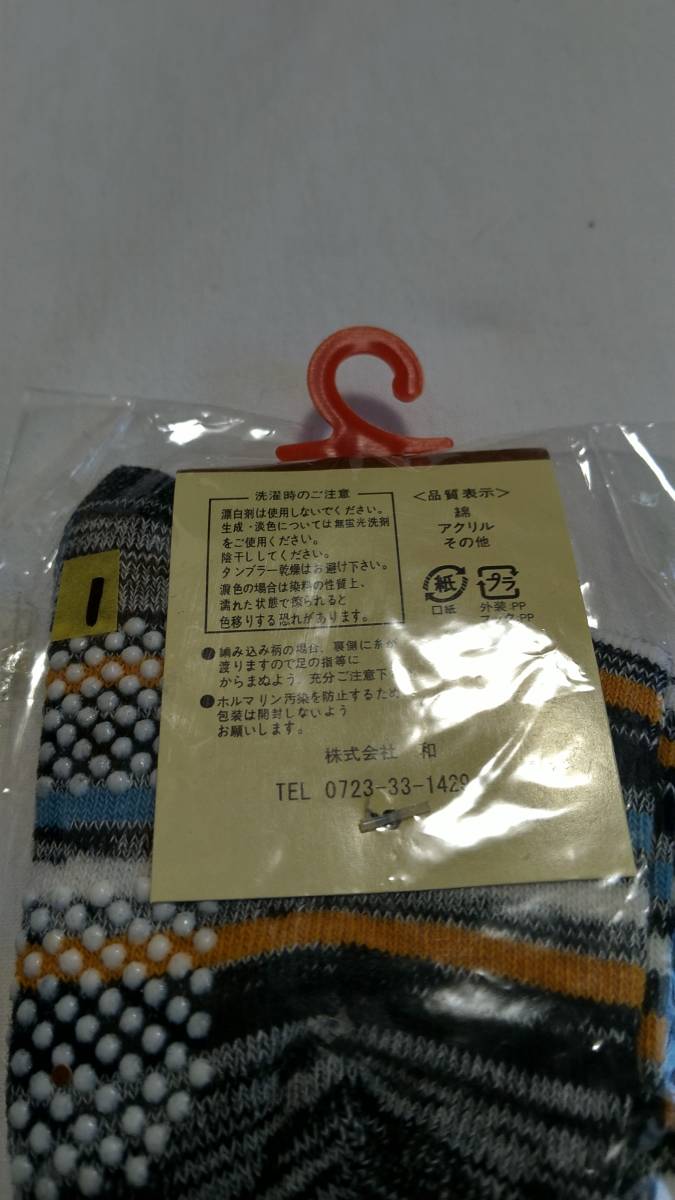 洗濯時のご注意
漂白剤は使用しないでください。
生成・淡色については無蛍光洗剤
をご使用ください。
陰干ししてください。
タンブラー乾燥はお避け下さい。
濃色の場合は染料の性質上、
濡れた状態で擦られると
色移りする恐れがあります。
<品質表示>
綿
アクリル
その他
紙
口紙
プラ
外装:PP
フック:PP
●編み込み柄の場合、裏側に糸が
渡りますので足の指等に
からまぬよう、充分ご注意下
●ホルマリン汚染を防止するため
包装は開封しないよう
お願いします。
株式会社 和
TEL 0723-33-1429
1